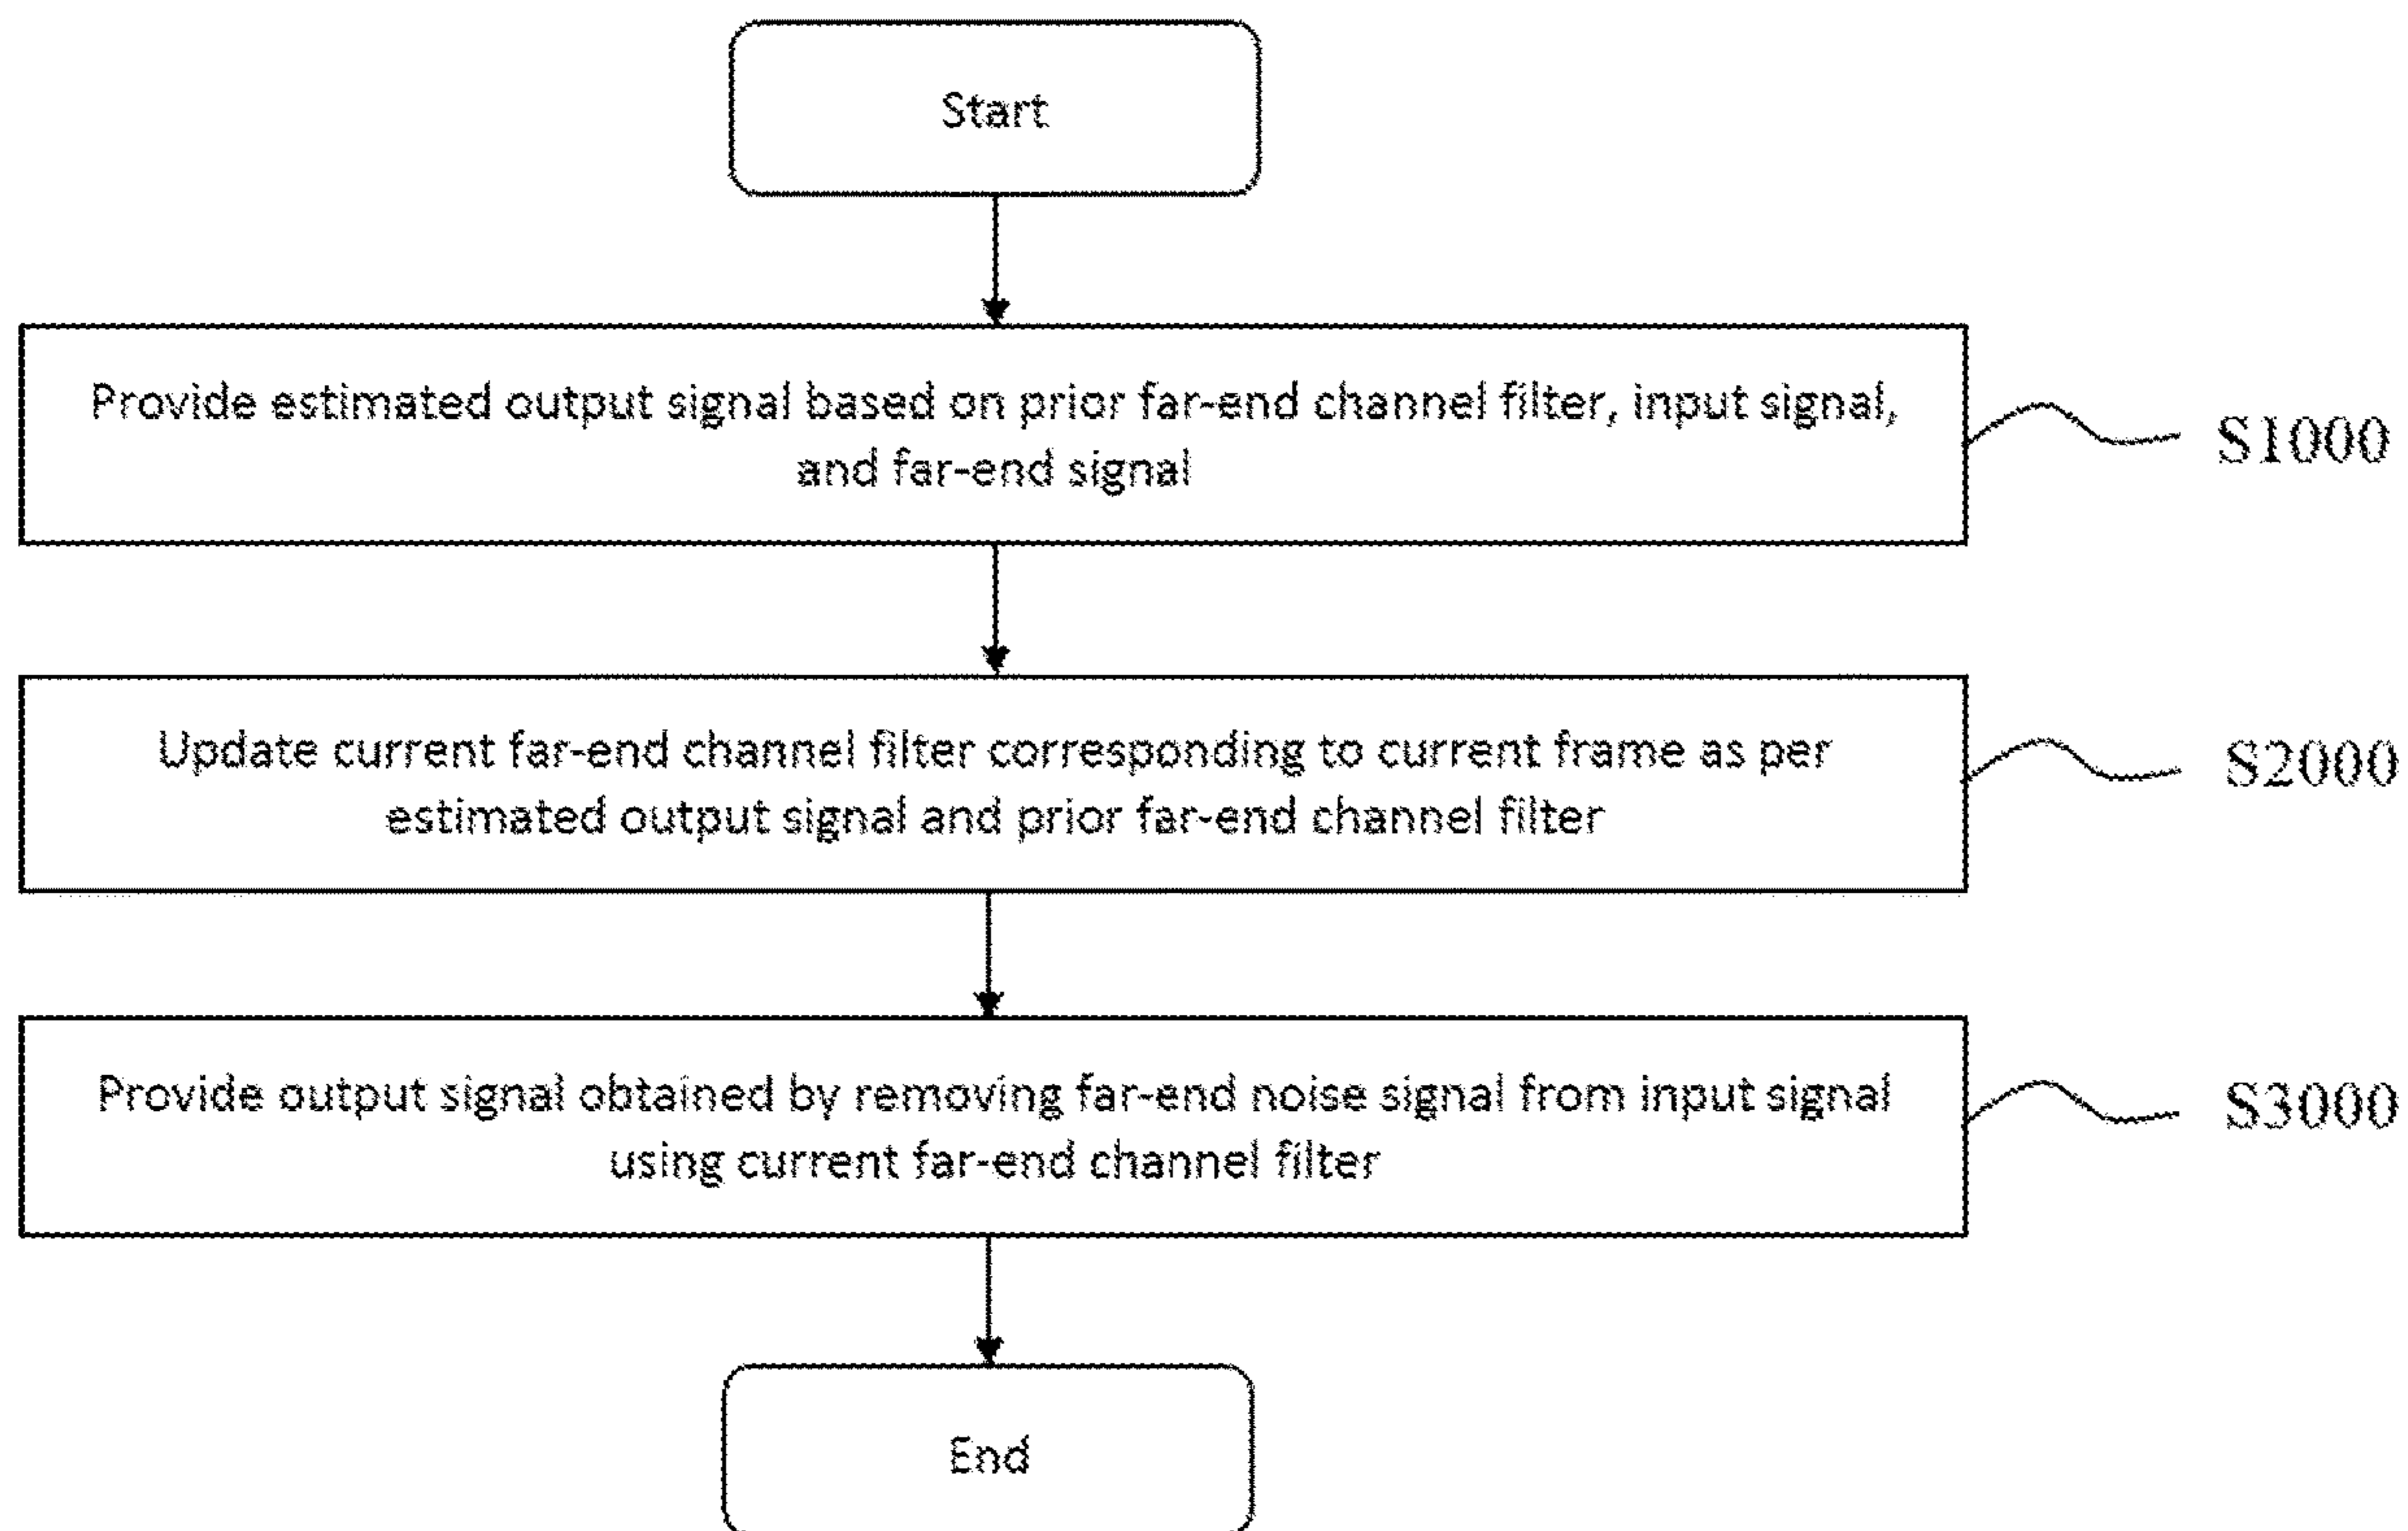 Start
Provide estimated output signal based on prior far-end channel filter, input signal,
and far-end signal
S1000
Update current far-end channel filter corresponding to current frame as per
estimated output signal and prior far-end channel filter
S2000
Provide output signal obtained by removing far-end noise signal from input signal
using current far-end channel filter
S3000
End